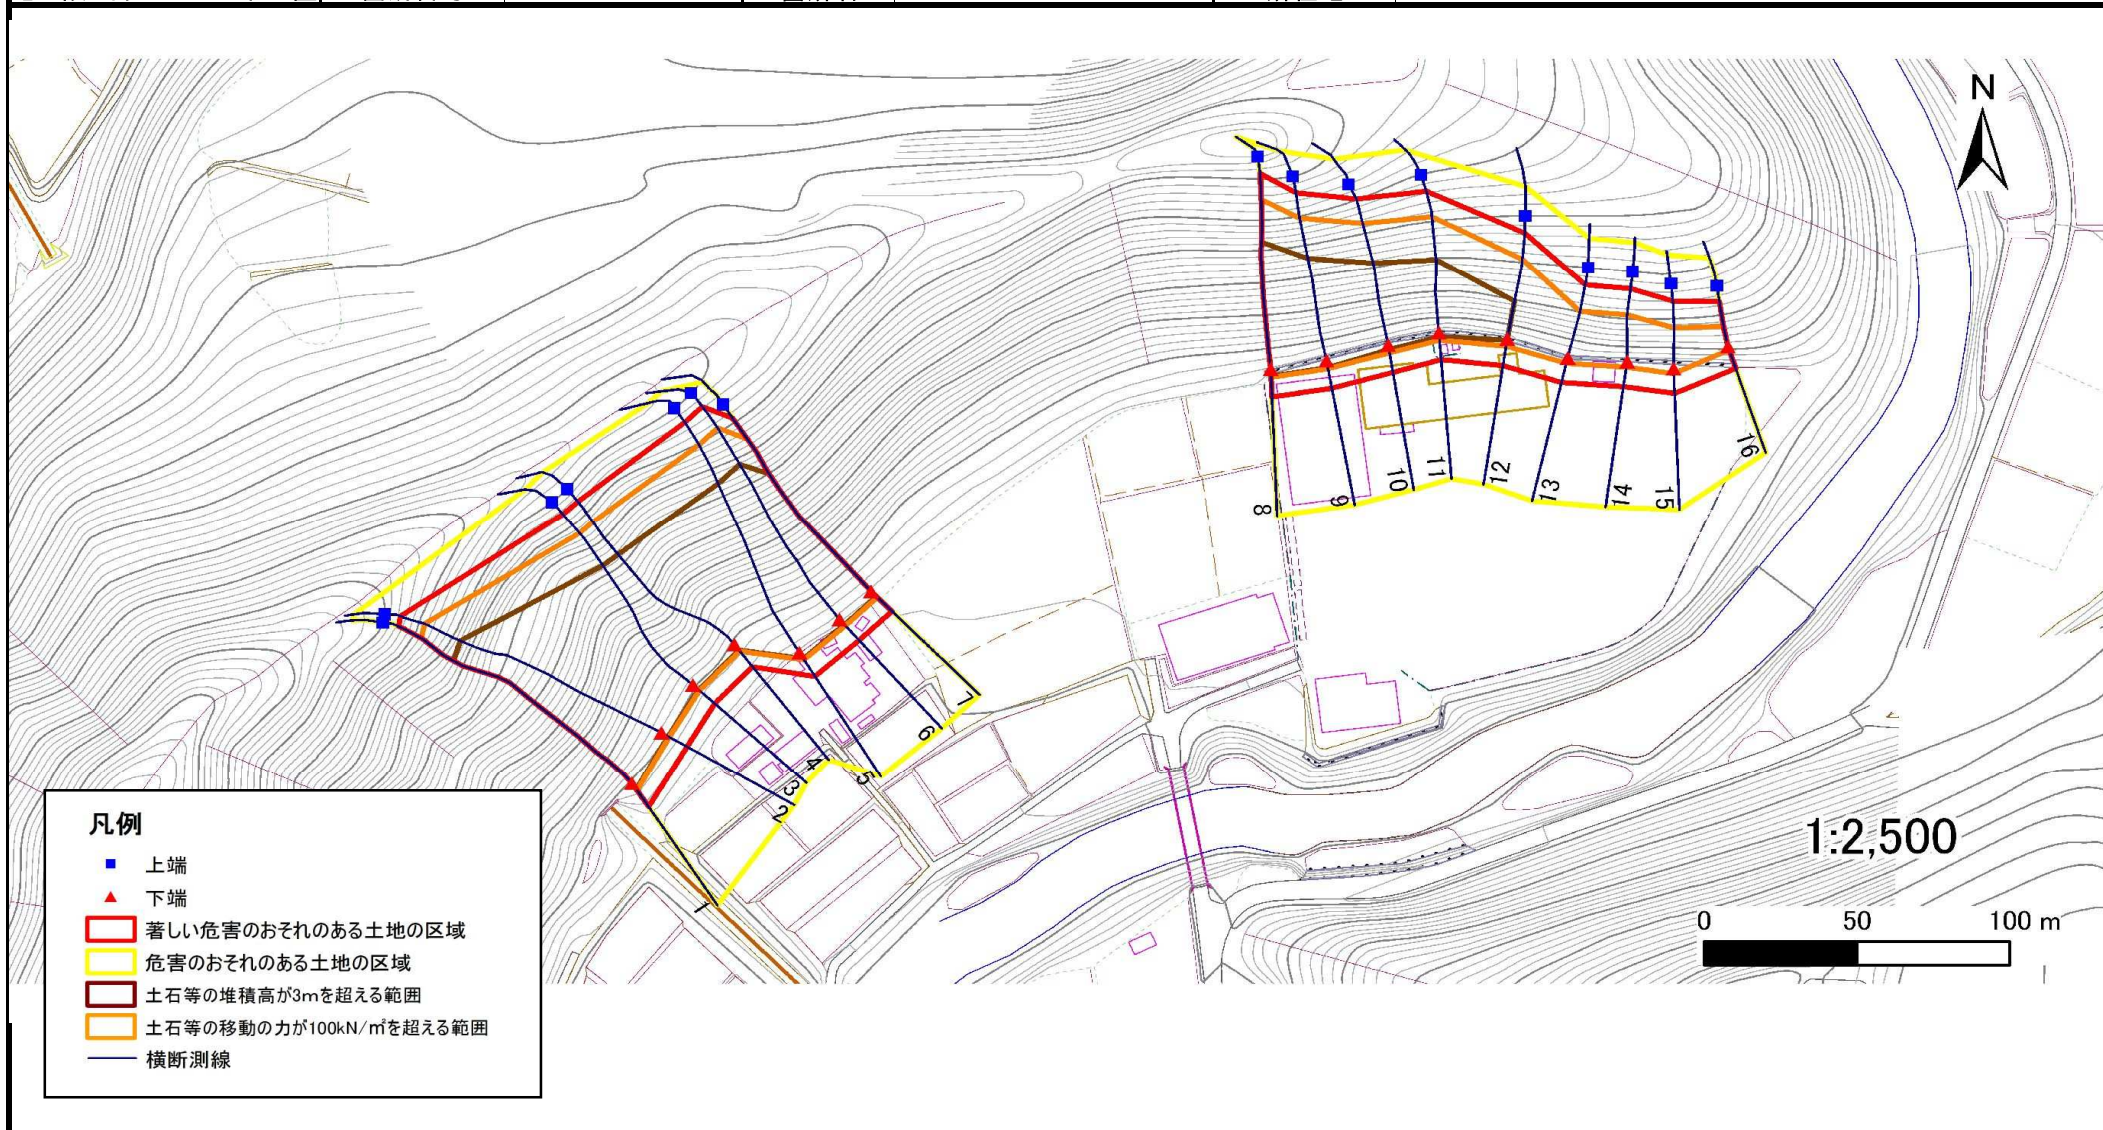 N
16
11
12
10
13
14
15
9
8
7
6
5
4
3
2
1
凡例
上端
下端
著しい危害のおそれのある土地の区域
危害のおそれのある土地の区域
土石等の堆積高が3mを超える範囲
土石等の移動の力が100kN/㎡を超える範囲
横断測線
1:2,500
0 50 100 m